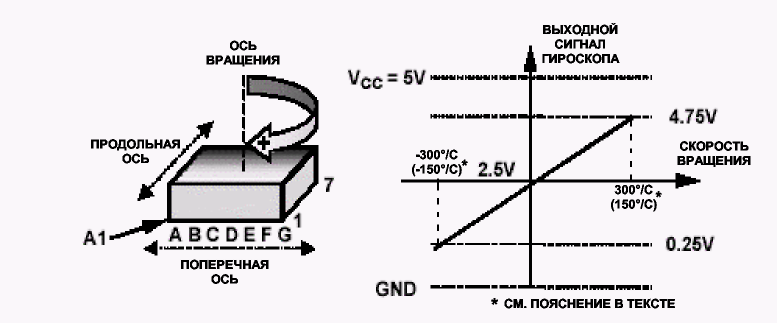 ОСЬ
ВРАЩЕНИЯ
ПРОДОЛЬНАЯ
ОСЬ
+
7
1
A1
A B C D E F G
ПОПЕРЕЧНАЯ
ОСЬ
ВЫХОДНОЙ
СИГНАЛ
ГИРОСКОПА
VCC = 5V
4.75V
-300°/С
(-150°/С)*
2.5V
СКОРОСТЬ
ВРАЩЕНИЯ
300°/С
(150°/С)*
0.25V
GND
* СМ. ПОЯСНЕНИЕ В ТЕКСТЕ